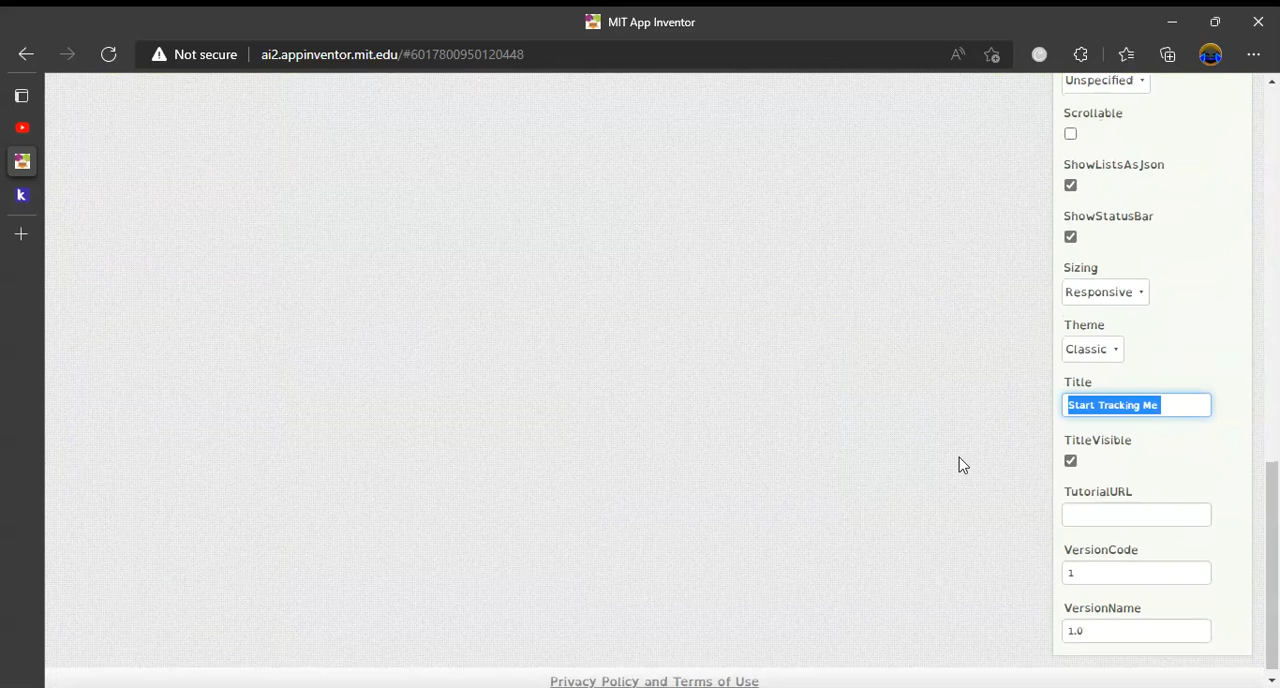 MIT App Inventor
Not secure
ai2.appinventor.mit.edu/#6017800950120448
Unspecified
Scrollable
ShowListsAsJson
ShowStatusBar
Sizing
Responsive
Theme
Classic
Title
Start Tracking Me
TitleVisible
TutorialURL
VersionCode
1
VersionName
1.0
Privacy Policy and Terms of Use